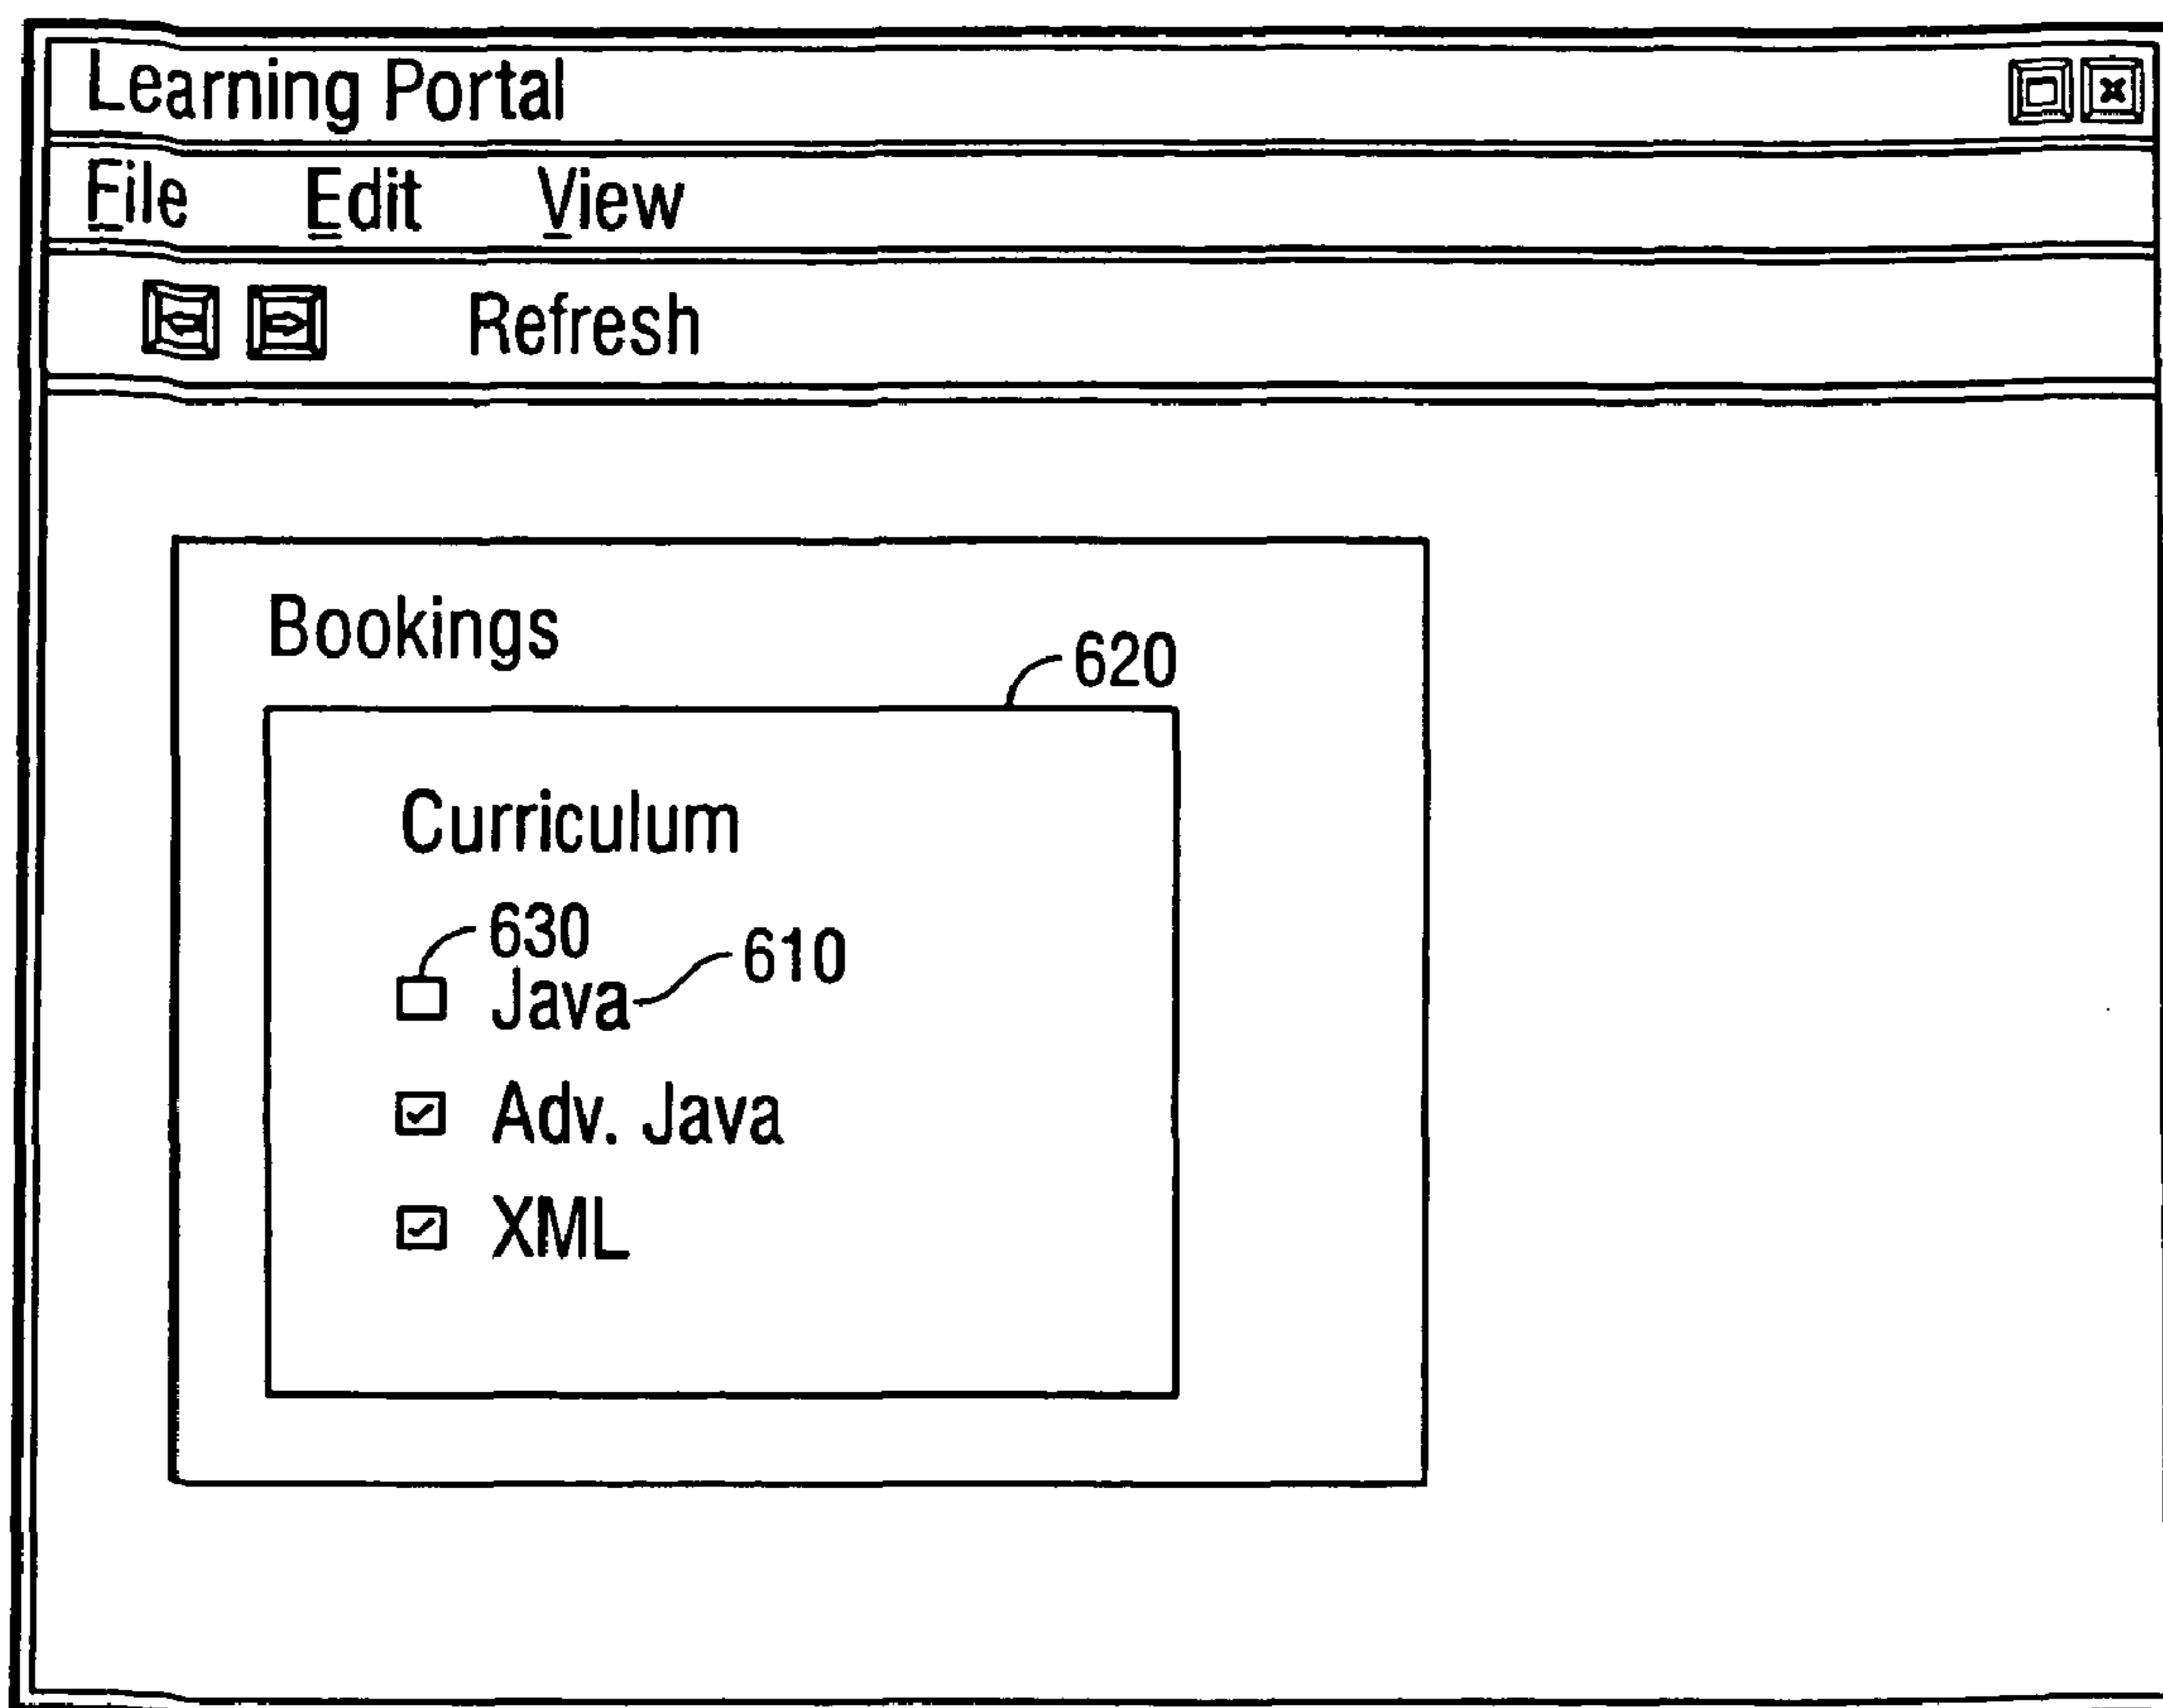 Learning Portal
File Edit View
Refresh
Bookings
620
Curriculum
630
Java 610
Adv. Java
XML